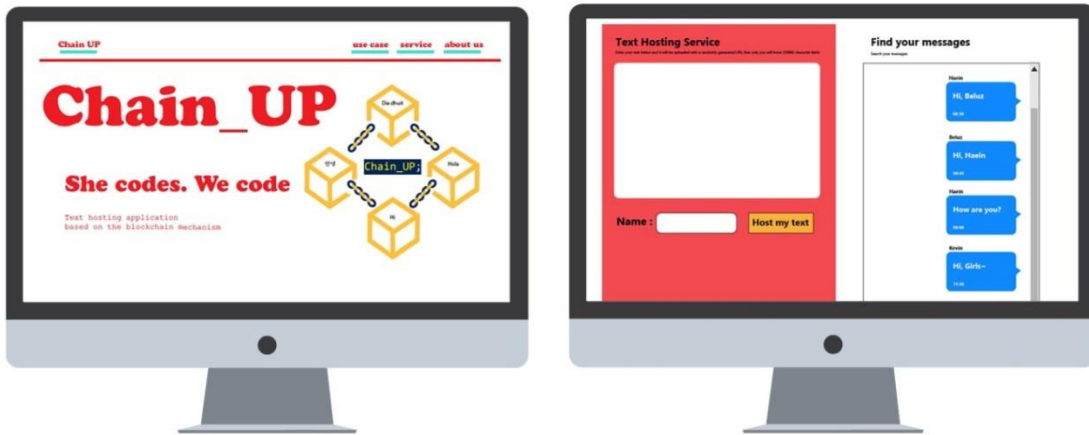 Chain UP
use case service about us
Chain_UP
Dia dhuit
안녕
Chain_UP;
Hola
Hi
She codes. We code
Text hosting application
based on the blockchain mechanism
Text Hosting Service
Name :
Host my text
Find your messages
Search your messages
Hanin
Hi, Beluz
Beluz
Hi, Haein
Hanin
How are you?
Kevin
Hi, Girls~